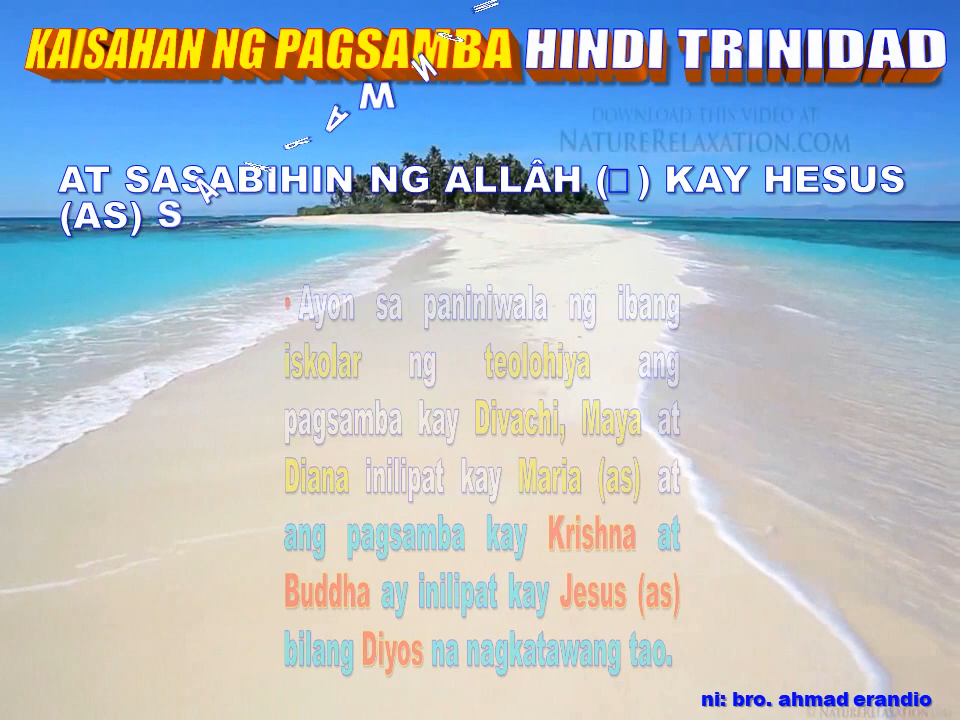 KAISAHAN NG PAGSAMBA HINDI TRINIDAD
DOWNLOAD THIS VIDEO AT
NATURERELAXATION.COM
AT SASABIHIN NG ALLÂH (□) KAY HESUS
(AS) S A I A W N
• Ayon sa paniniwala ng ibang
iskolar ng teolohiya ang
pagsamba kay Divachi, Maya at
Diana inilipat kay Maria (as) at
ang pagsamba kay Krishna at
Buddha ay inilipat kay Jesus (as)
bilang Diyos na nagkatawang tao.
ni: bro. ahmad erandio
© NATURERELAXATION.COM